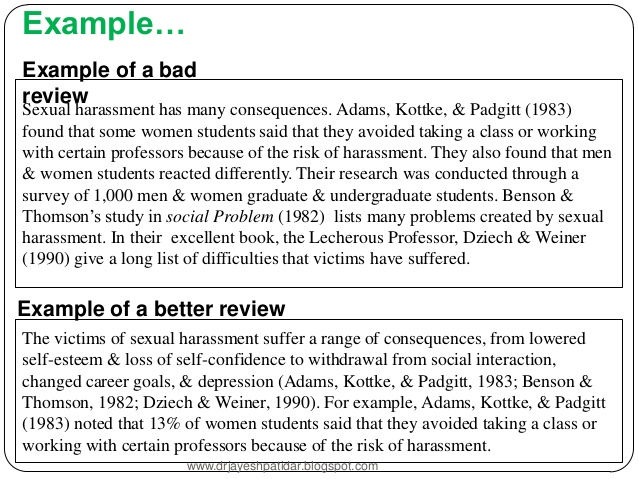 Example…
Example of a bad
review
Sexual harassment has many consequences. Adams, Kottke, & Padgitt (1983)
found that some women students said that they avoided taking a class or working
with certain professors because of the risk of harassment. They also found that men
& women students reacted differently. Their research was conducted through a
survey of 1,000 men & women graduate & undergraduate students. Benson &
Thomson’s study in social Problem (1982) lists many problems created by sexual
harassment. In their excellent book, the Lecherous Professor, Dziech & Weiner
(1990) give a long list of difficulties that victims have suffered.
Example of a better review
The victims of sexual harassment suffer a range of consequences, from lowered
self-esteem & loss of self-confidence to withdrawal from social interaction,
changed career goals, & depression (Adams, Kottke, & Padgitt, 1983; Benson &
Thomson, 1982; Dziech & Weiner, 1990). For example, Adams, Kottke, & Padgitt
(1983) noted that 13% of women students said that they avoided taking a class or
working with certain professors because of the risk of harassment.
www.drjayeshpatidar.blogspot.com